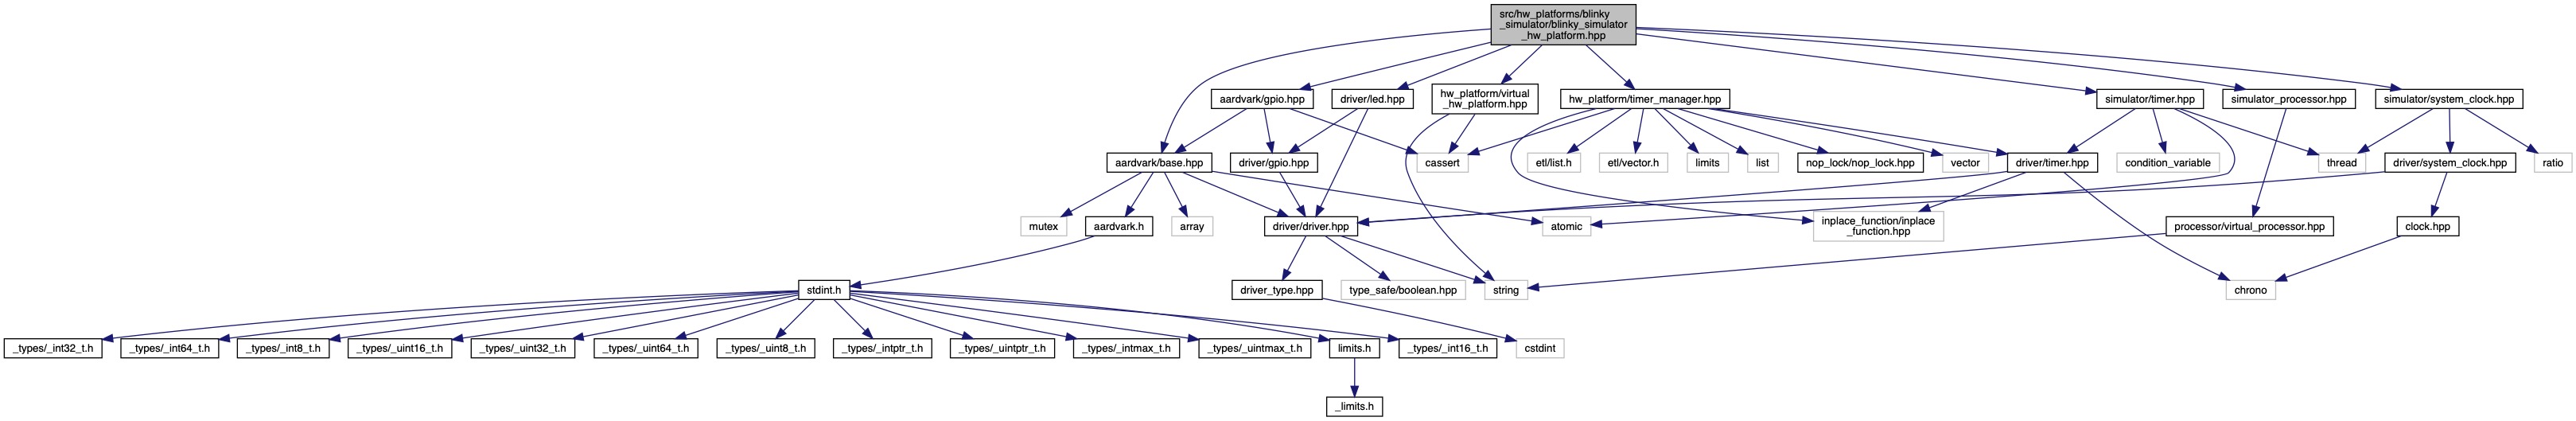 src/hw_platforms/blinky
_simulator/blinky_simulator
_hw_platform.hpp
aardvark/gpio.hpp
driver/led.hpp
hw_platform/virtual
_hw_platform.hpp
hw_platform/timer_manager.hpp
simulator/timer.hpp
simulator_processor.hpp
simulator/system_clock.hpp
aardvark/base.hpp
driver/gpio.hpp
cassert
etl/list.h
etl/vector.h
limits
list
nop_lock/nop_lock.hpp
vector
driver/timer.hpp
condition_variable
thread
driver/system_clock.hpp
ratio
mutex
aardvark.h
array
driver/driver.hpp
atomic
inplace_function/inplace
_function.hpp
processor/virtual_processor.hpp
clock.hpp
stdint.h
driver_type.hpp
type_safe/boolean.hpp
string
chrono
_types/_int32_t.h
_types/_int64_t.h
_types/_int8_t.h
_types/_uint16_t.h
_types/_uint32_t.h
_types/_uint64_t.h
_types/_uint8_t.h
_types/_intptr_t.h
_types/_uintptr_t.h
_types/_intmax_t.h
_types/_uintmax_t.h
limits.h
_types/_int16_t.h
cstdint
_limits.h